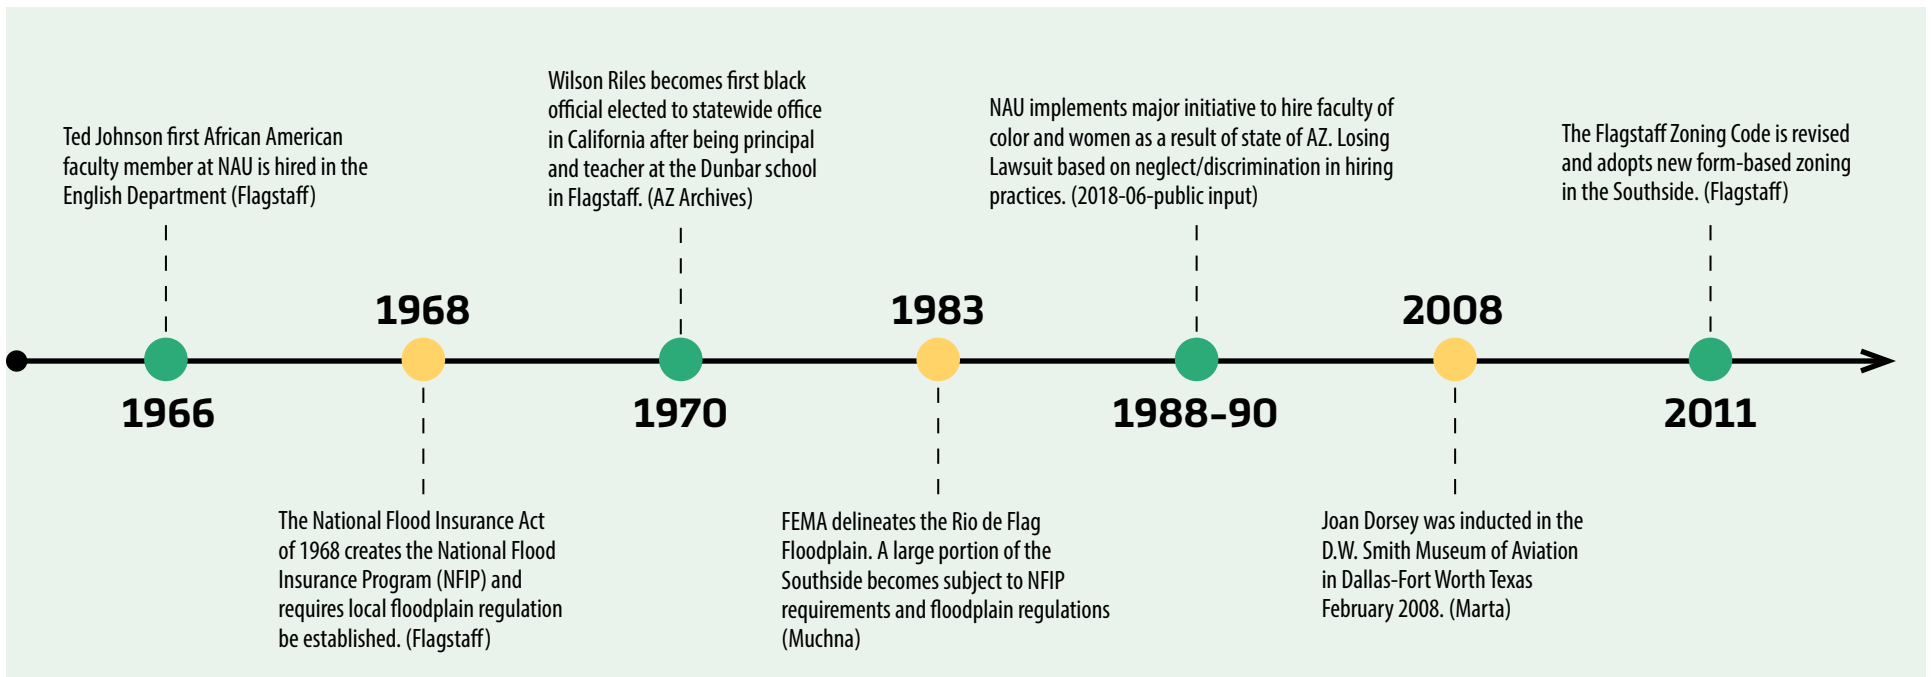 Ted Johnson first African American
faculty member at NAU is hired in the
English Department (Flagstaff)
1966
1968
The National Flood Insurance Act
of 1968 creates the National Flood
Insurance Program (NFIP) and
requires local floodplain regulation
be established. (Flagstaff)
Wilson Riles becomes first black
official elected to statewide office
in California after being principal
and teacher at the Dunbar school
in Flagstaff. (AZ Archives)
1970
1983
FEMA delineates the Rio de Flag
Floodplain. A large portion of the
Southside becomes subject to NFIP
requirements and floodplain regulations
(Muchna)
NAU implements major initiative to hire faculty of
color and women as a result of state of AZ. Losing
Lawsuit based on neglect/discrimination in hiring
practices. (2018-06-public input)
1988-90
2008
Joan Dorsey was inducted in the
D.W. Smith Museum of Aviation
in Dallas-Fort Worth Texas
February 2008. (Marta)
The Flagstaff Zoning Code is revised
and adopts new form-based zoning
in the Southside. (Flagstaff)
2011